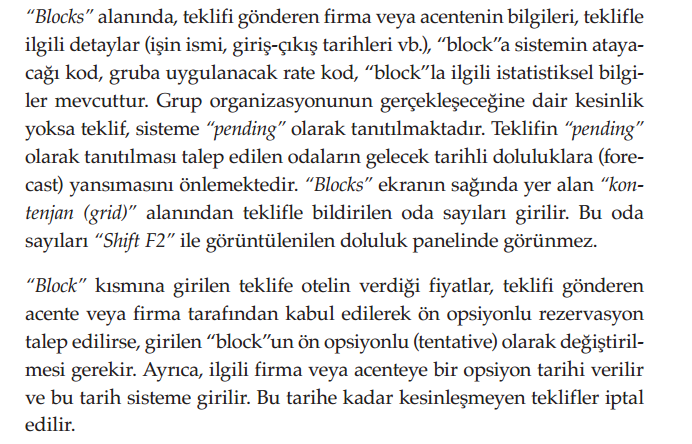 “Blocks” alanında, teklifi gönderen firma veya acentenin bilgileri, teklifle
ilgili detaylar (işin ismi, giriş-çıkış tarihleri vb.), “block”a sistemin ataya-
cağı kod, gruba uygulanacak rate kod, “block”la ilgili istatistiksel bilgi-
ler mevcuttur. Grup organizasyonunun gerçekleşeceğine dair kesinlik
yoksa teklif, sisteme “pending” olarak tanıtılmaktadır. Teklifin “pending”
olarak tanıtılması talep edilen odaların gelecek tarihli doluluklara (fore-
cast) yansımasını önlemektedir. “Blocks” ekranın sağında yer alan “kon-
tenjan (grid)” alanından teklifle bildirilen oda sayıları girilir. Bu oda
sayıları “Shift F2” ile görüntülenilen doluluk panelinde görünmez.
“Block” kısmına girilen teklife otelin verdiği fiyatlar, teklifi gönderen
acente veya firma tarafından kabul edilerek ön opsiyonlu rezervasyon
talep edilirse, girilen “block”un ön opsiyonlu (tentative) olarak değiştiril-
mesi gerekir. Ayrıca, ilgili firma veya acenteye bir opsiyon tarihi verilir
ve bu tarih sisteme girilir. Bu tarihe kadar kesinleşmeyen teklifler iptal
edilir.